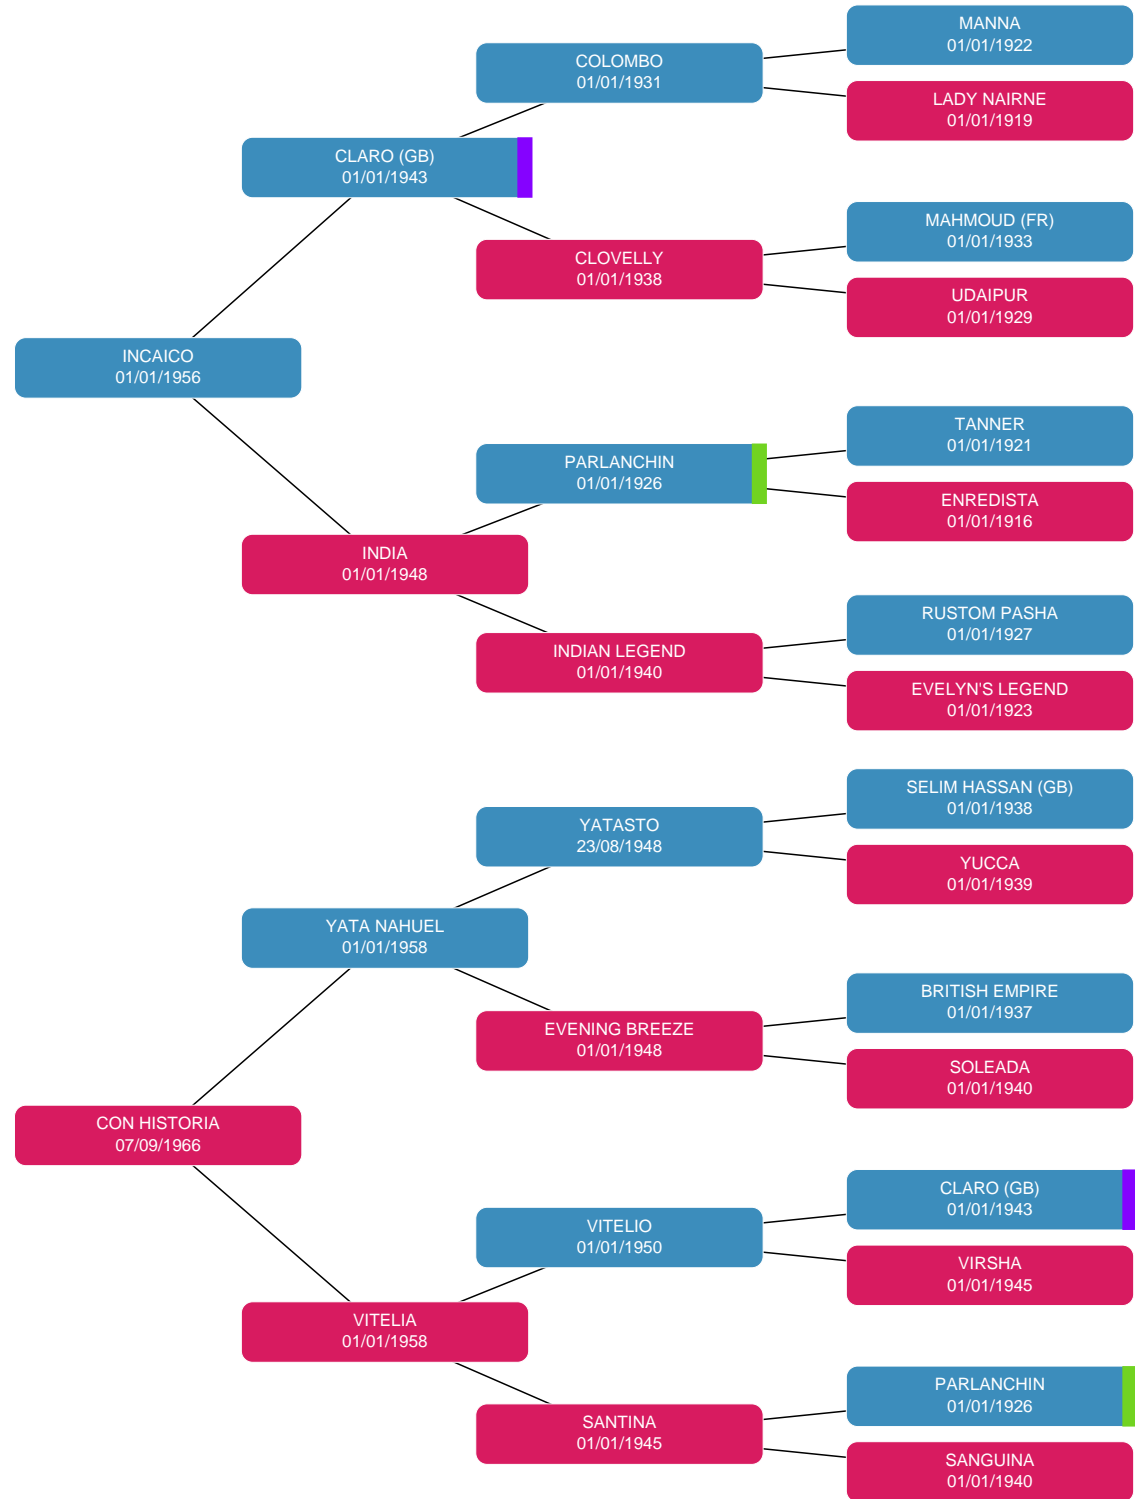 MANNA
01/01/1922
COLOMBO
01/01/1931
LADY NAIRNE
01/01/1919
CLARO (GB)
01/01/1943
MAHMOUD (FR)
01/01/1933
CLOVELLY
01/01/1938
UDAIPUR
01/01/1929
INCAICO
01/01/1956
TANNER
01/01/1921
PARLANCHIN
01/01/1926
ENREDISTA
01/01/1916
INDIA
01/01/1948
RUSTOM PASHA
01/01/1927
INDIAN LEGEND
01/01/1940
EVELYN'S LEGEND
01/01/1923
SELIM HASSAN (GB)
01/01/1938
YATASTO
23/08/1948
YUCCA
01/01/1939
YATA NAHUEL
01/01/1958
BRITISH EMPIRE
01/01/1937
EVENING BREEZE
01/01/1948
SOLEADA
01/01/1940
CON HISTORIA
07/09/1966
CLARO (GB)
01/01/1943
VITELIO
01/01/1950
VIRSHA
01/01/1945
VITELIA
01/01/1958
PARLANCHIN
01/01/1926
SANTINA
01/01/1945
SANGUINA
01/01/1940